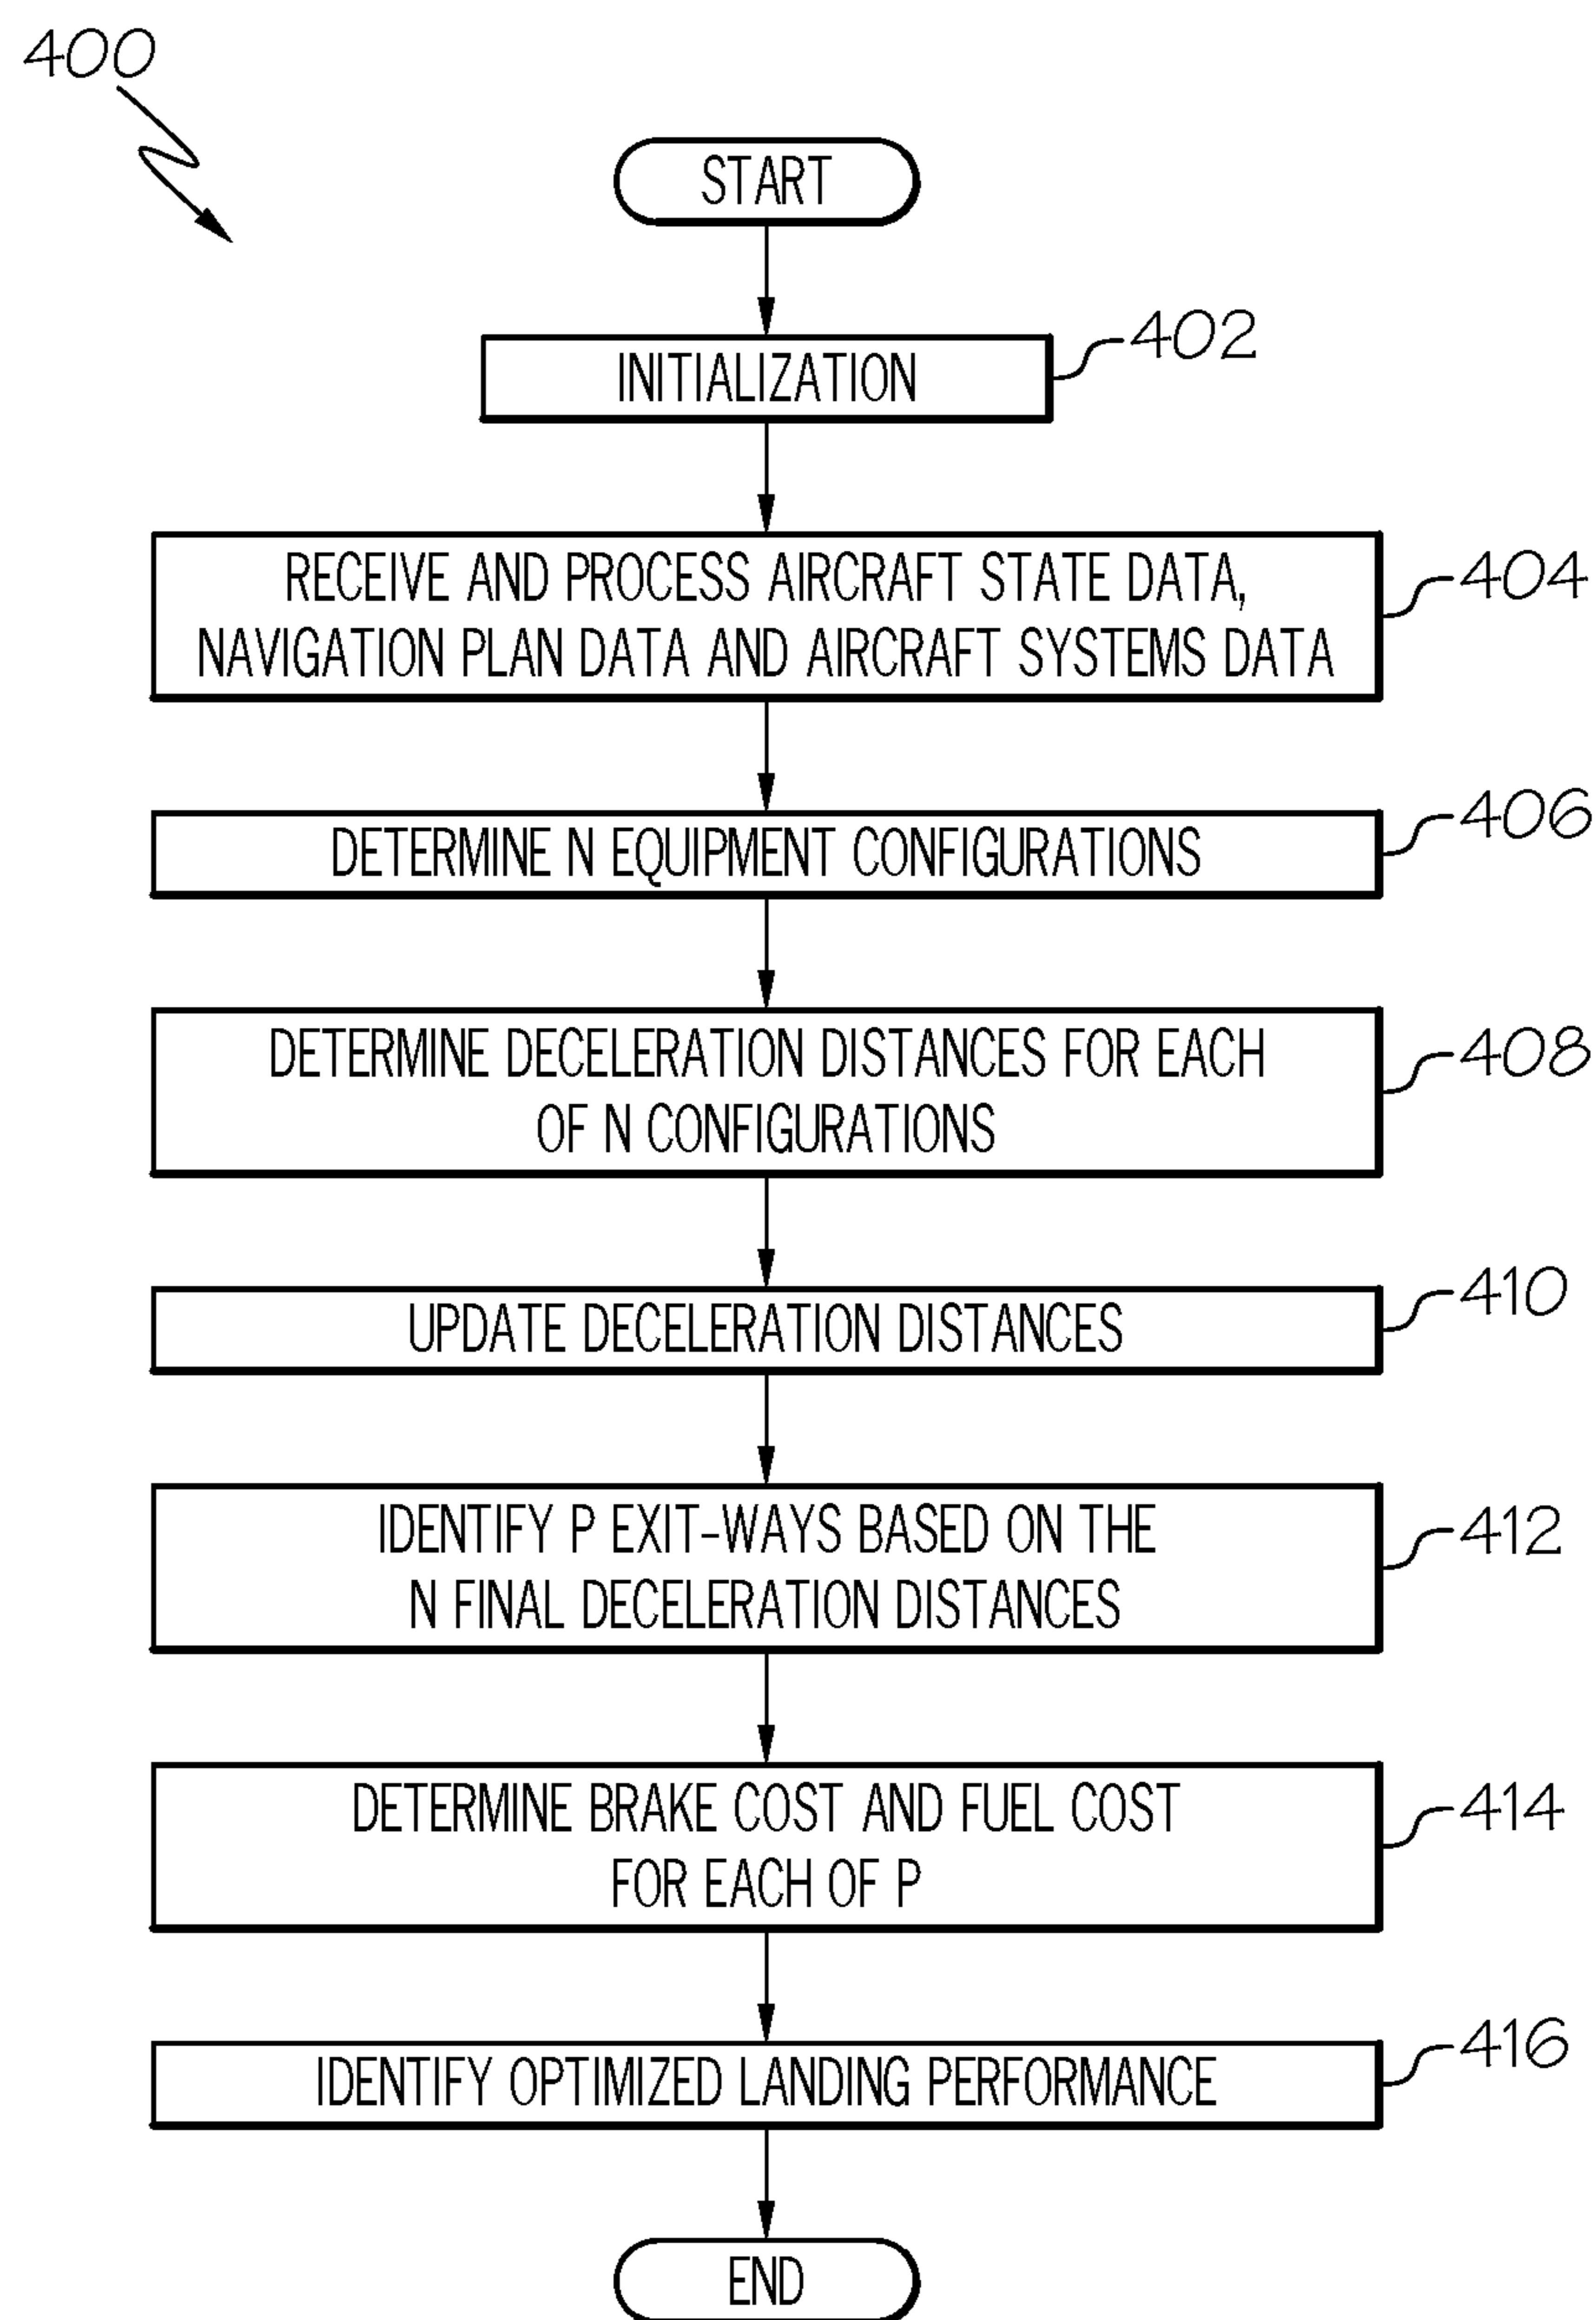 400
START
INITIALIZATION
402
RECEIVE AND PROCESS AIRCRAFT STATE DATA,
NAVIGATION PLAN DATA AND AIRCRAFT SYSTEMS DATA
404
DETERMINE N EQUIPMENT CONFIGURATIONS
406
DETERMINE DECELERATION DISTANCES FOR EACH
OF N CONFIGURATIONS
408
UPDATE DECELERATION DISTANCES
410
IDENTIFY P EXIT-WAYS BASED ON THE
N FINAL DECELERATION DISTANCES
412
DETERMINE BRAKE COST AND FUEL COST
FOR EACH OF P
414
IDENTIFY OPTIMIZED LANDING PERFORMANCE
416
END